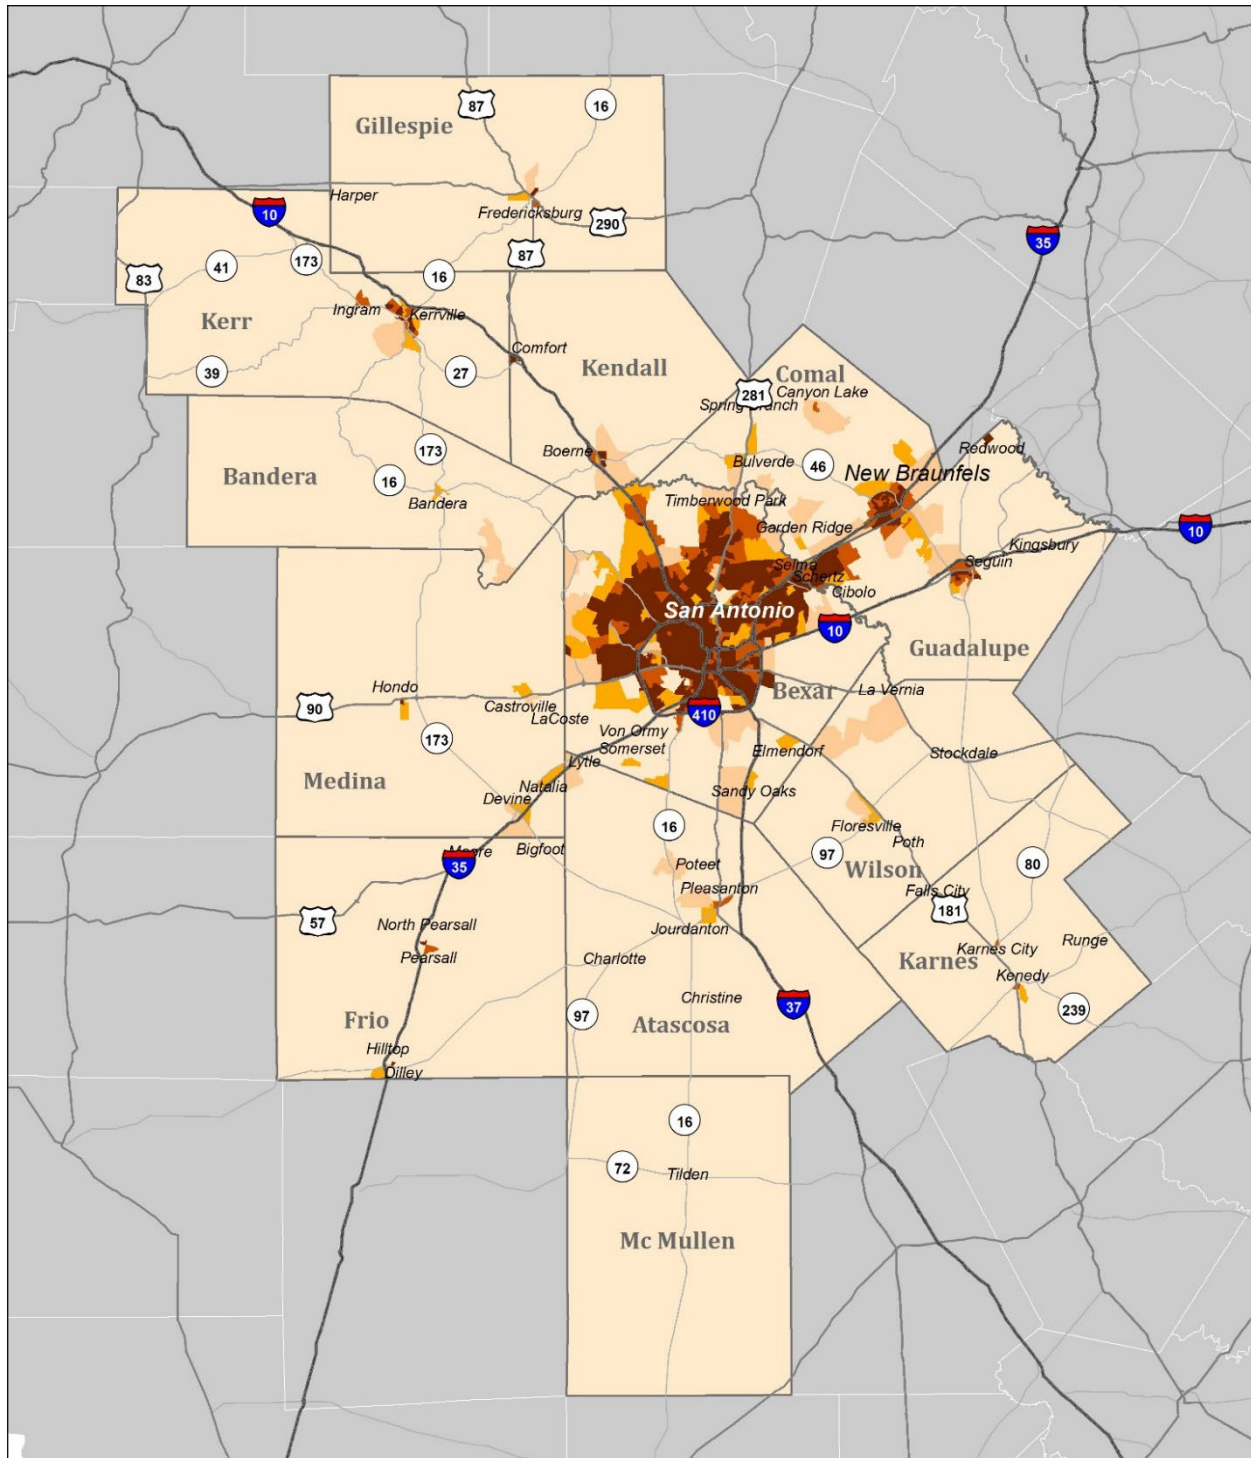 87
16
Gillespie
Harper
10
Fredericksburg
290
35
87
173
41
16
83
Ingram
Kerrville
Kerr
Comfort
Kendall
Comal
39
27
281
Canyon Lake
Spring Branch
173
Boerne
Bulverde
46
Redwood
New Braunfels
Bandera
16
Bandera
Timberwood Park
Garden Ridge
10
Kingsbury
Selma
Schertz
Seguin
Cibolo
San Antonio
10
Guadalupe
Hondo
Bexar
La Vernia
90
Castroville
LaCoste
410
173
Von Ormy
Somerset
Elmendorf
Stockdale
Lytle
Medina
Natalia
Devine
Sandy Oaks
16
Floresville
Poth
Moore
Bigfoot
97
80
35
Poteet
Wilson
Pleasanton
Falls City
57
North Pearsall
181
Jourdanton
Runge
Pearsall
Karnes City
Charlotte
Karnes
Kenedy
Christine
37
239
97
Frio
Atascosa
Hilltop
Dilley
16
72
Tilden
Mc Mullen